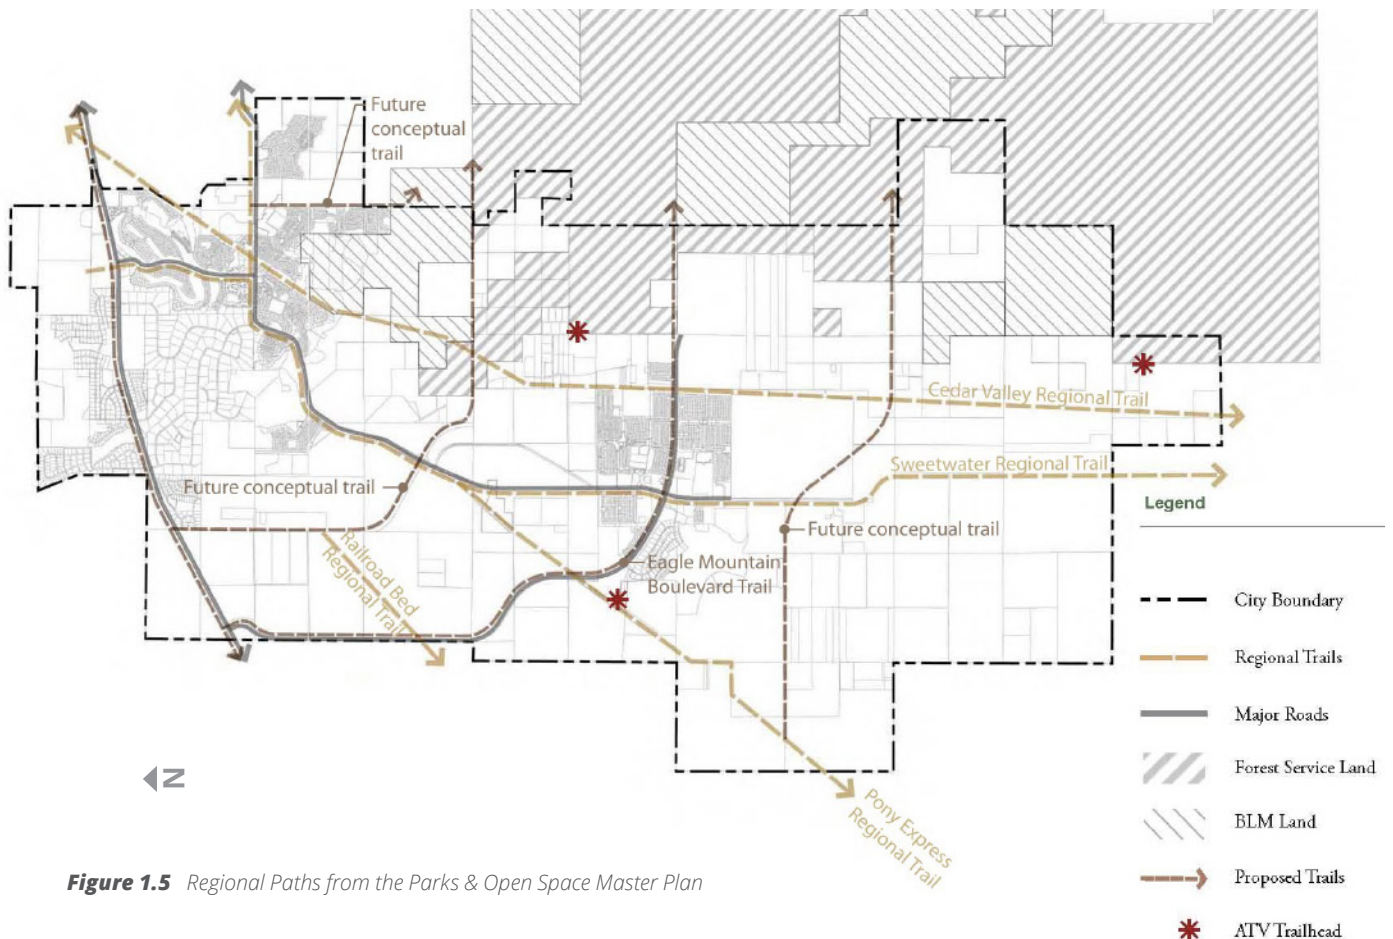 Future
conceptual
trail
Cedar Valley Regional Trail
Sweetwater Regional Trail
Future conceptual trail
Future conceptual trail
Railroad Bed
Regional Trail
Eagle Mountain
Boulevard Trail
Pony Express
Regional Trail
N
Legend
City Boundary
Regional Trails
Major Roads
Forest Service Land
BLM Land
Proposed Trails
ATV Trailhead
Figure 1.5 Regional Paths from the Parks & Open Space Master Plan